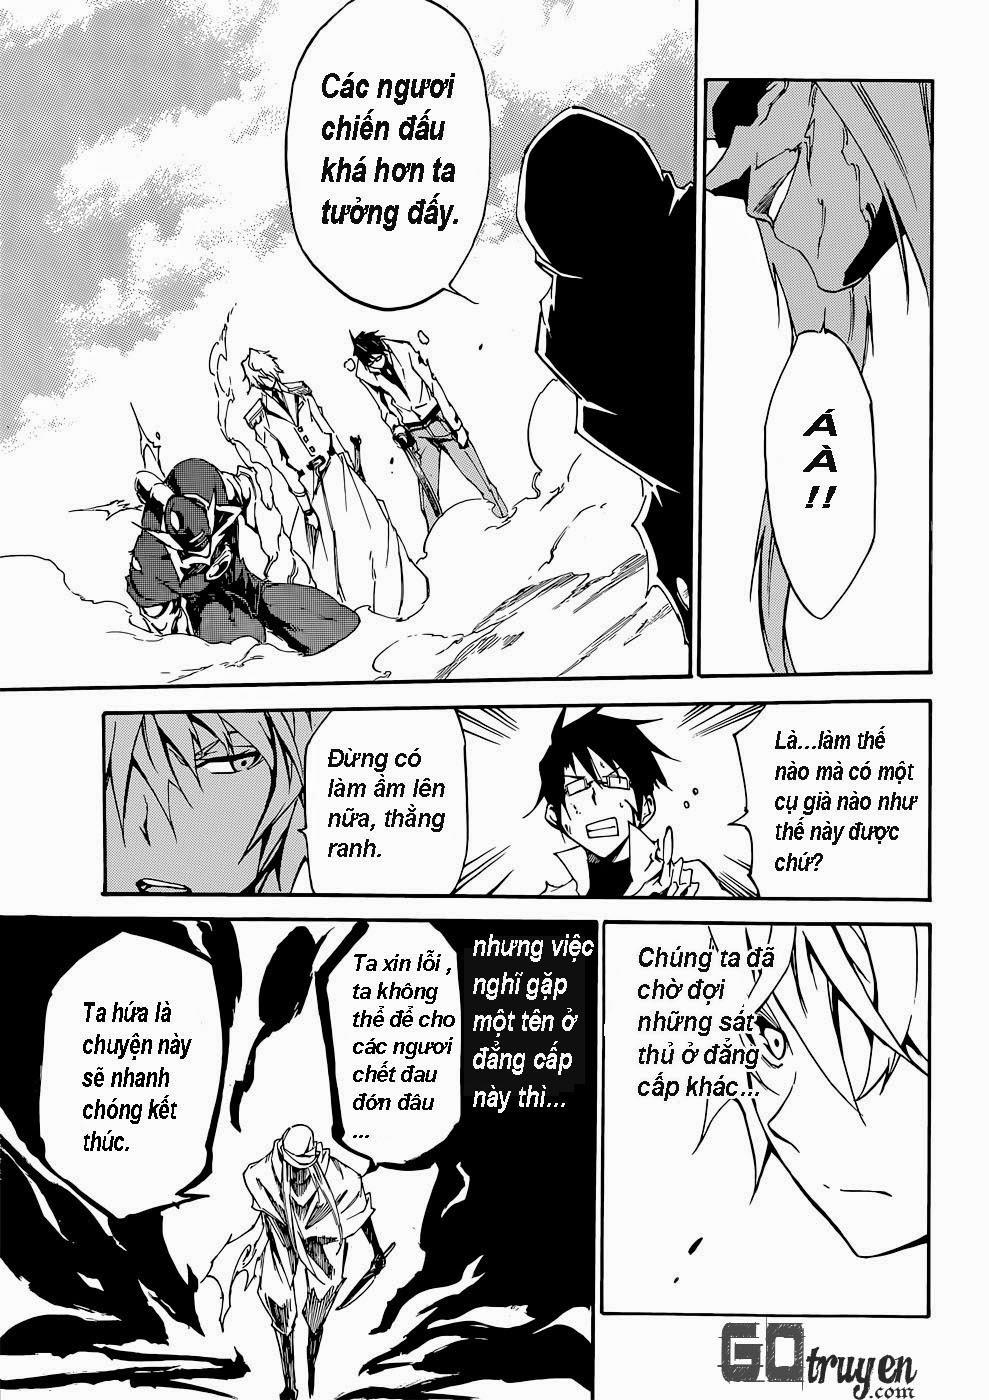 Á
À!!
Các ngươi
chiến đấu
khá hơn ta
tưởng đấy.
Là...làm thế
nào mà có một
cụ già nào như
thế này được
chứ?
Đừng có
làm ầm lên
nữa, thằng
ranh.
Chúng ta đã
chờ đợi
những sát
thủ ở đẳng
cấp khác...
nhưng việc
nghĩ gặp
một tên ở
đẳng cấp
này thì...
Ta xin lỗi ,
ta không
thể để cho
các ngươi
chết đau
đớn đâu
...
Ta hứa là
chuyện này
sẽ nhanh
chóng kết
thúc.
GOtruyen
.com